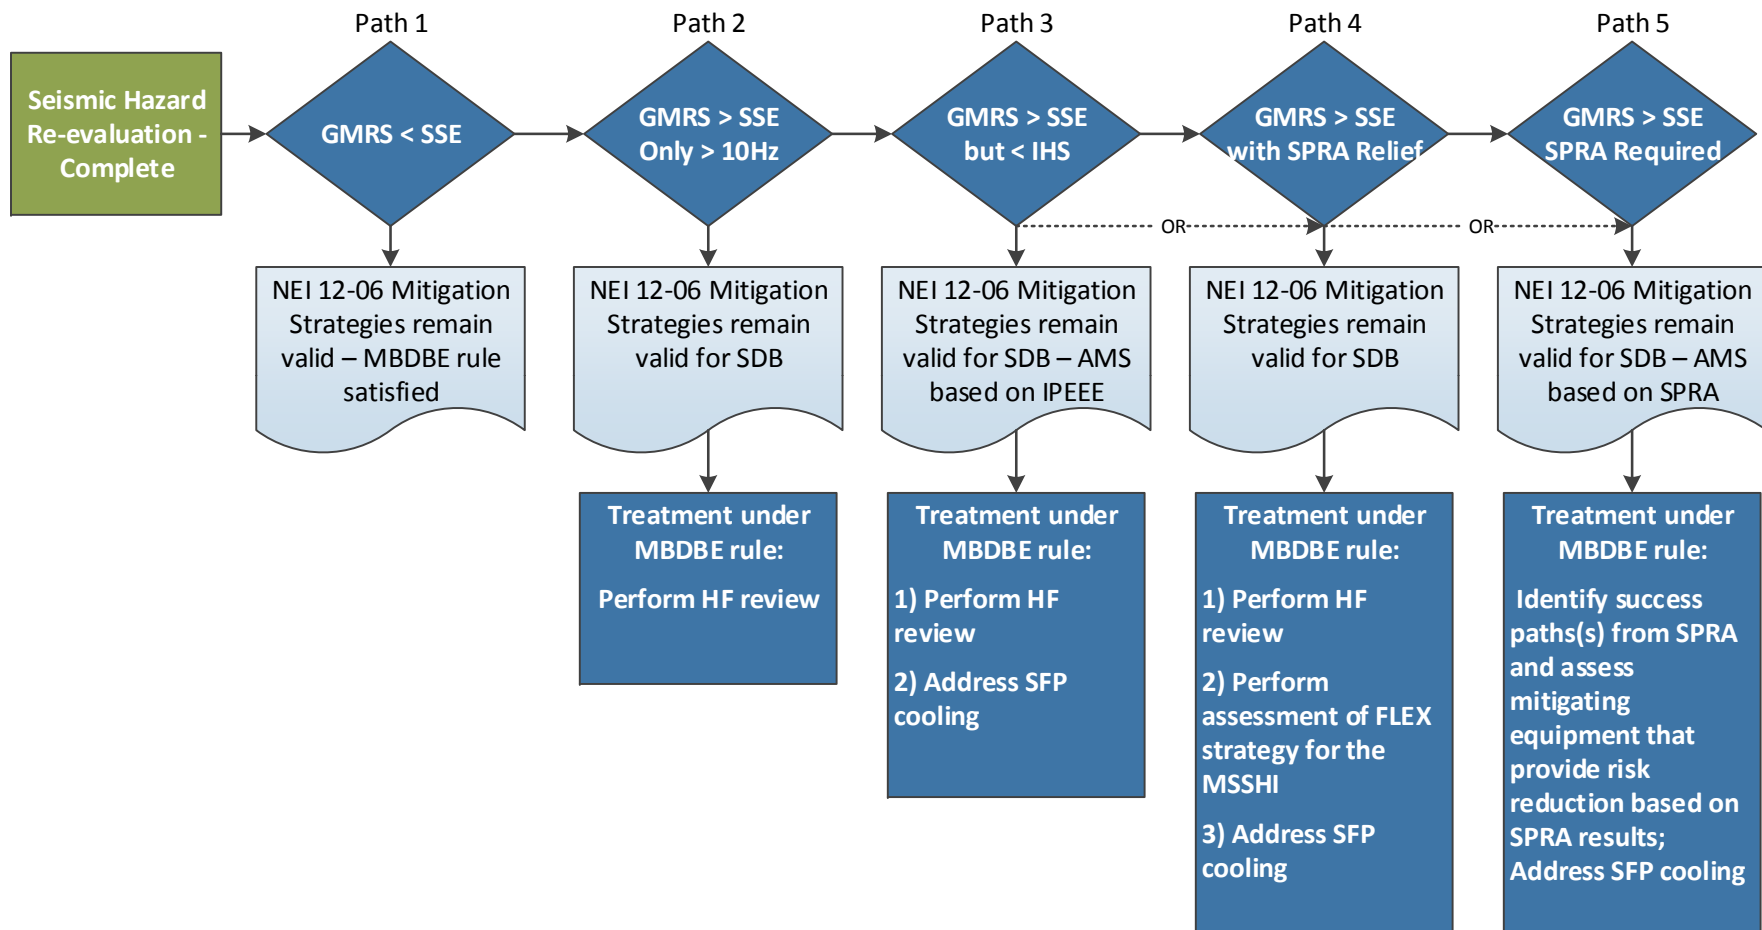 Path 1
Path 2
Path 3
Path 4
Path 5
Seismic Hazard
Re-evaluation -
Complete
GMRS < SSE
GMRS > SSE
Only > 10Hz
GMRS > SSE
but < IHS
GMRS > SSE
with SPRA Relief
GMRS > SSE
SPRA Required
OR
OR
NEI 12-06 Mitigation
Strategies remain
valid – MBDBE rule
satisfied
NEI 12-06 Mitigation
Strategies remain
valid for SDB
NEI 12-06 Mitigation
Strategies remain
valid for SDB – AMS
based on IPEEE
NEI 12-06 Mitigation
Strategies remain
valid for SDB
NEI 12-06 Mitigation
Strategies remain
valid for SDB – AMS
based on SPRA
Treatment under
MBDBE rule:
Perform HF review
Treatment under
MBDBE rule:
1) Perform HF
review
2) Address SFP
cooling
Treatment under
MBDBE rule:
1) Perform HF
review
2) Perform
assessment of FLEX
strategy for the
MSSHI
3) Address SFP
cooling
Treatment under
MBDBE rule:
Identify success
paths(s) from SPRA
and assess
mitigating
equipment that
provide risk
reduction based on
SPRA results;
Address SFP cooling